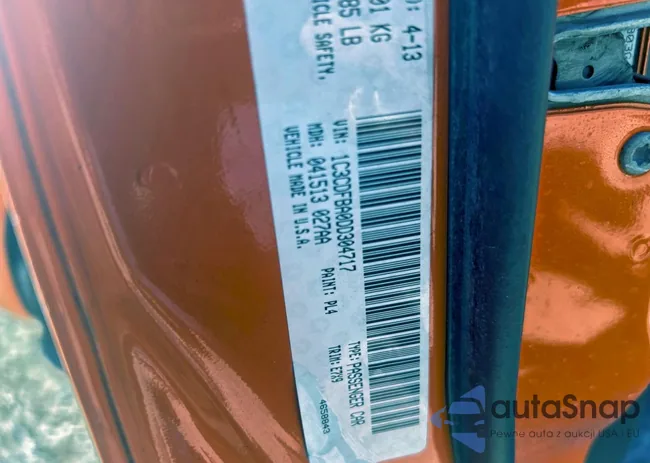 D: 4-13
01 KG
85 LB
VEHICLE SAFETY,
VIN: 1C3CDFBA0DD304717
TYPE: PASSENGER CAR
MDH: 041513 027AA
PAINT: PL4
TRIM: E7X9
VEHICLE MADE IN U.S.A.
4658843
autaSnap
Pewne auta z aukcji USA - EU